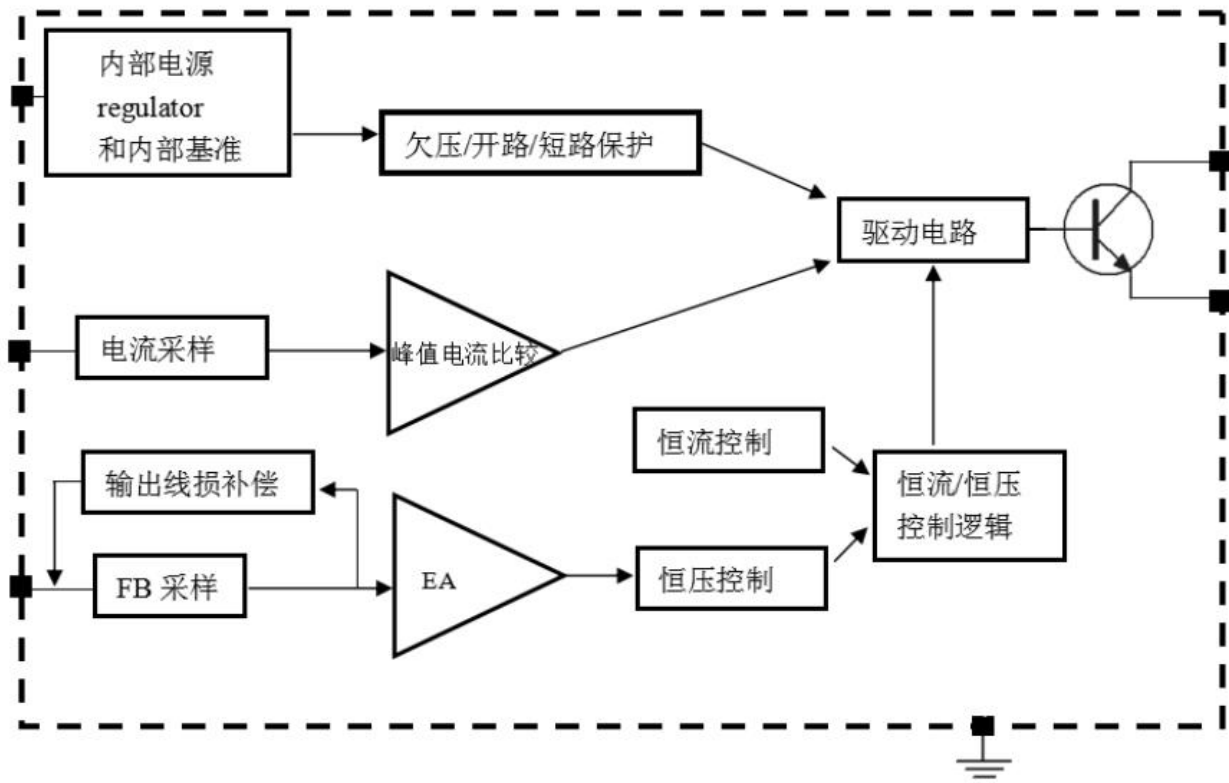 内部电源
regulator
和内部基准
欠压/开路/短路保护
驱动电路
电流采样
峰值电流比较
恒流控制
输出线损补偿
恒流/恒压
控制逻辑
FB 采样
EA
恒压控制